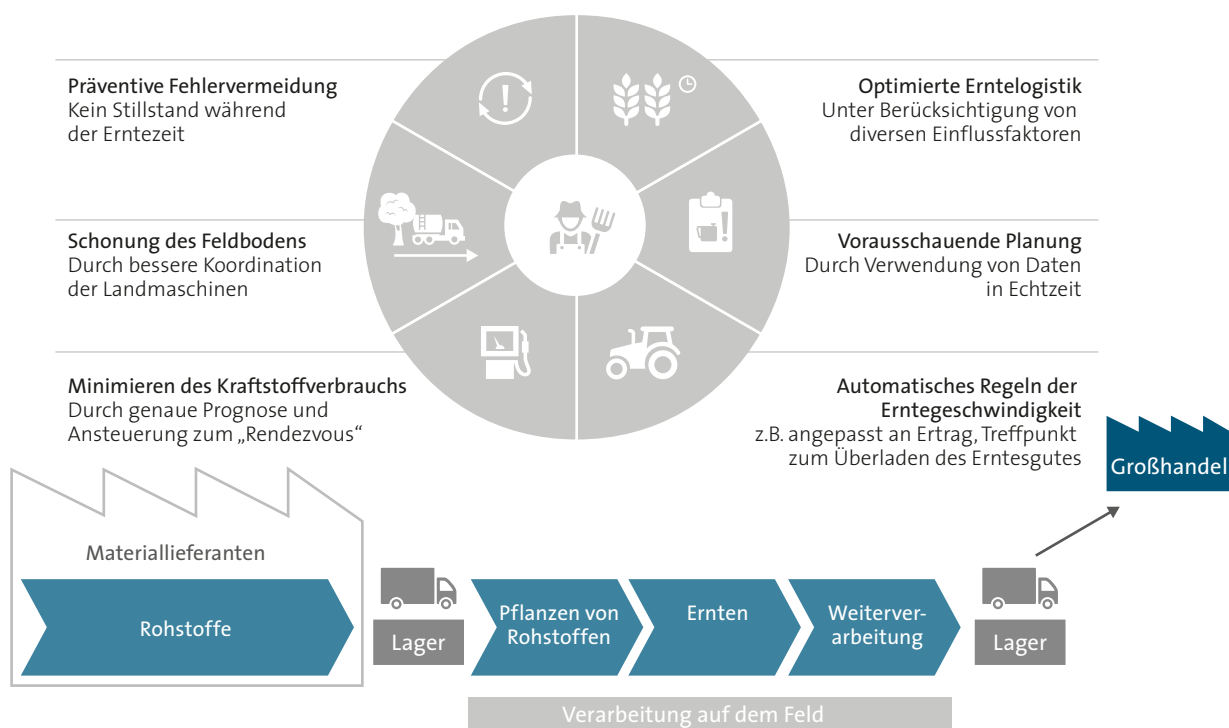 Präventive Fehlervermeidung
Kein Stillstand während
der Erntezeit
Optimierte Erntelogistik
Unter Berücksichtigung von
diversen Einflussfaktoren
Schonung des Feldbodens
Durch bessere Koordination
der Landmaschinen
Vorausschauende Planung
Durch Verwendung von Daten
in Echtzeit
Minimieren des Kraftstoffverbrauchs
Durch genaue Prognose und
Ansteuerung zum „Rendezvous“
Automatisches Regeln der
Erntegeschwindigkeit
z.B. angepasst an Ertrag, Treffpunkt
zum Überladen des Erntesgutes
Großhandel
Materiallieferanten
Rohstoffe
Lager
Pflanzen von
Rohstoffen
Ernten
Weiterver-
arbeitung
Lager
Verarbeitung auf dem Feld